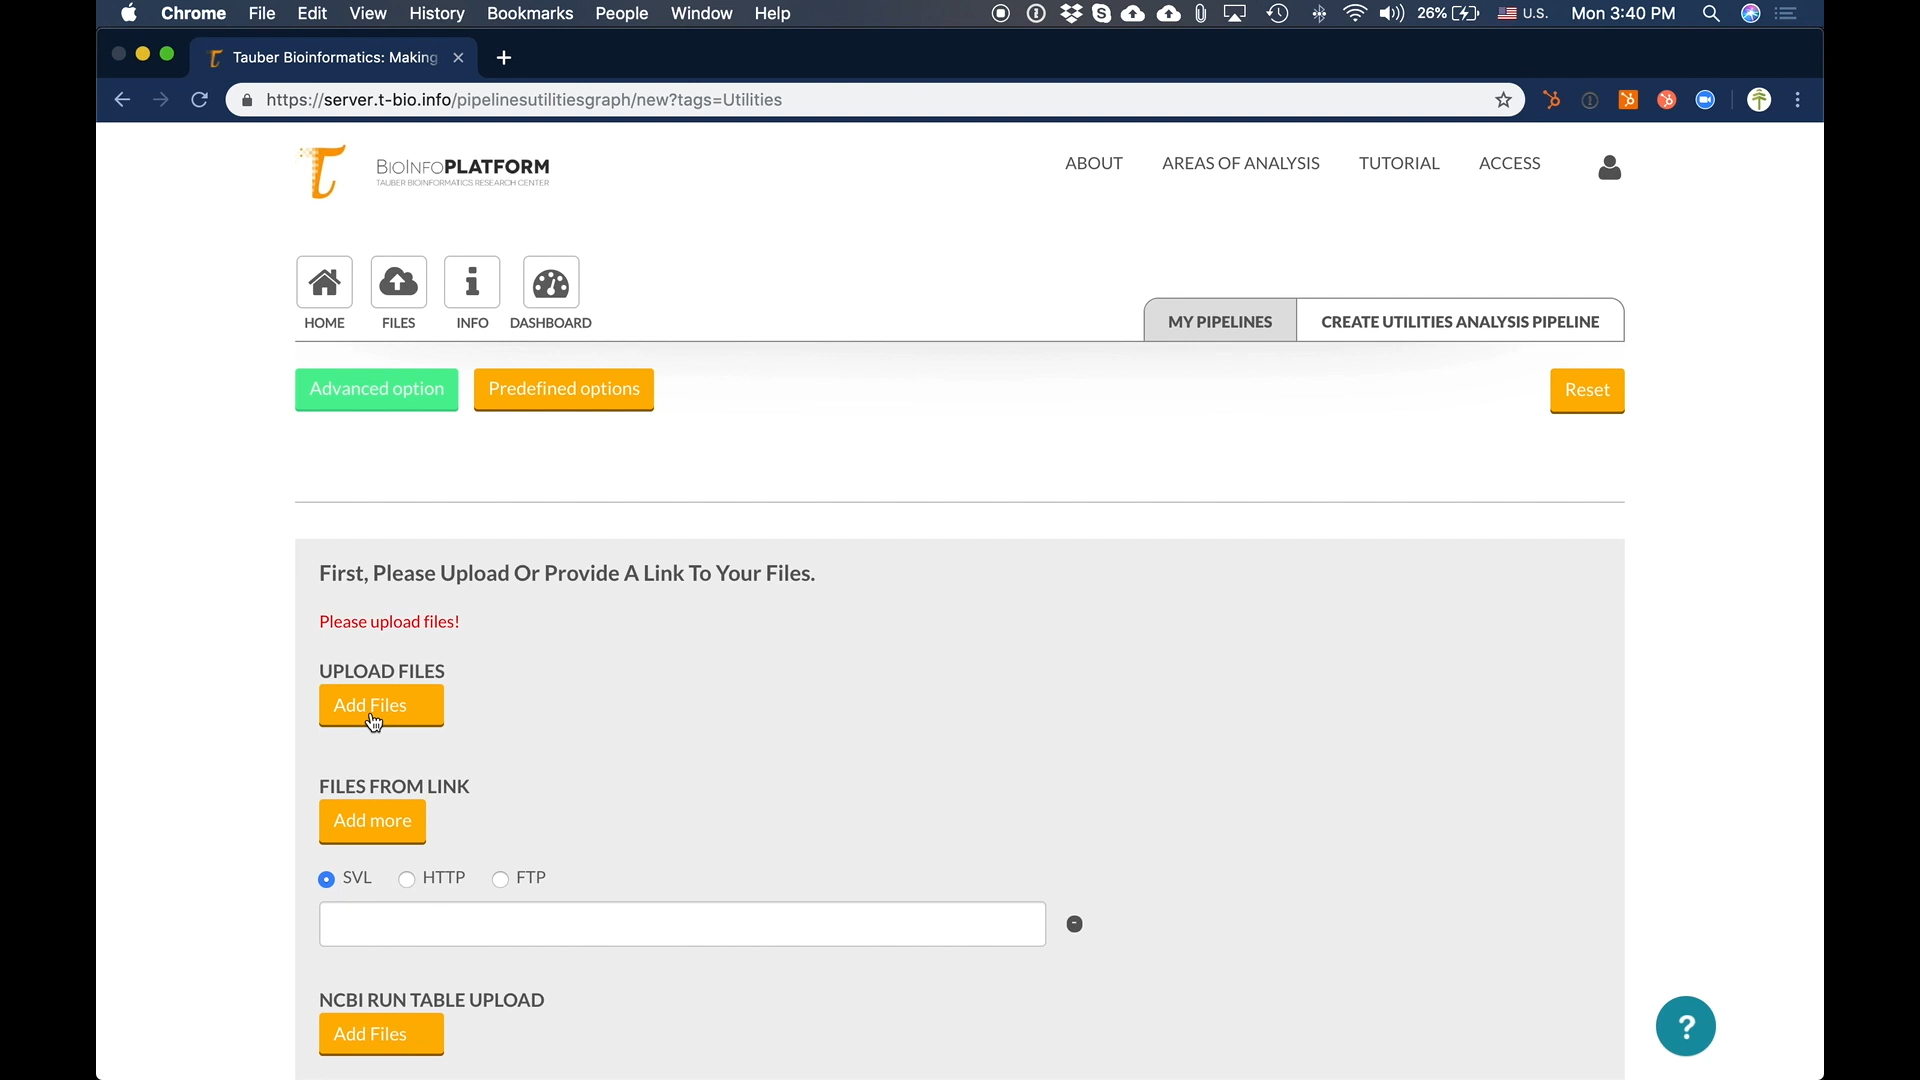 Chrome File Edit View History Bookmarks People Window Help 26% U.S. Mon 3:40 PM
Tauber Bioinformatics: Making
https://server.t-bio.info/pipelinesutilitiesgraph/new?tags=Utilities
BIOINFOPLATFORM
TAUBER BIOINFORMATICS RESEARCH CENTER
ABOUT AREAS OF ANALYSIS TUTORIAL ACCESS
HOME FILES INFO DASHBOARD
MY PIPELINES CREATE UTILITIES ANALYSIS PIPELINE
Advanced option Predefined options Reset
First, Please Upload Or Provide A Link To Your Files.
Please upload files!
UPLOAD FILES
Add Files
FILES FROM LINK
Add more
SVL HTTP FTP
-
NCBI RUN TABLE UPLOAD
Add Files
?